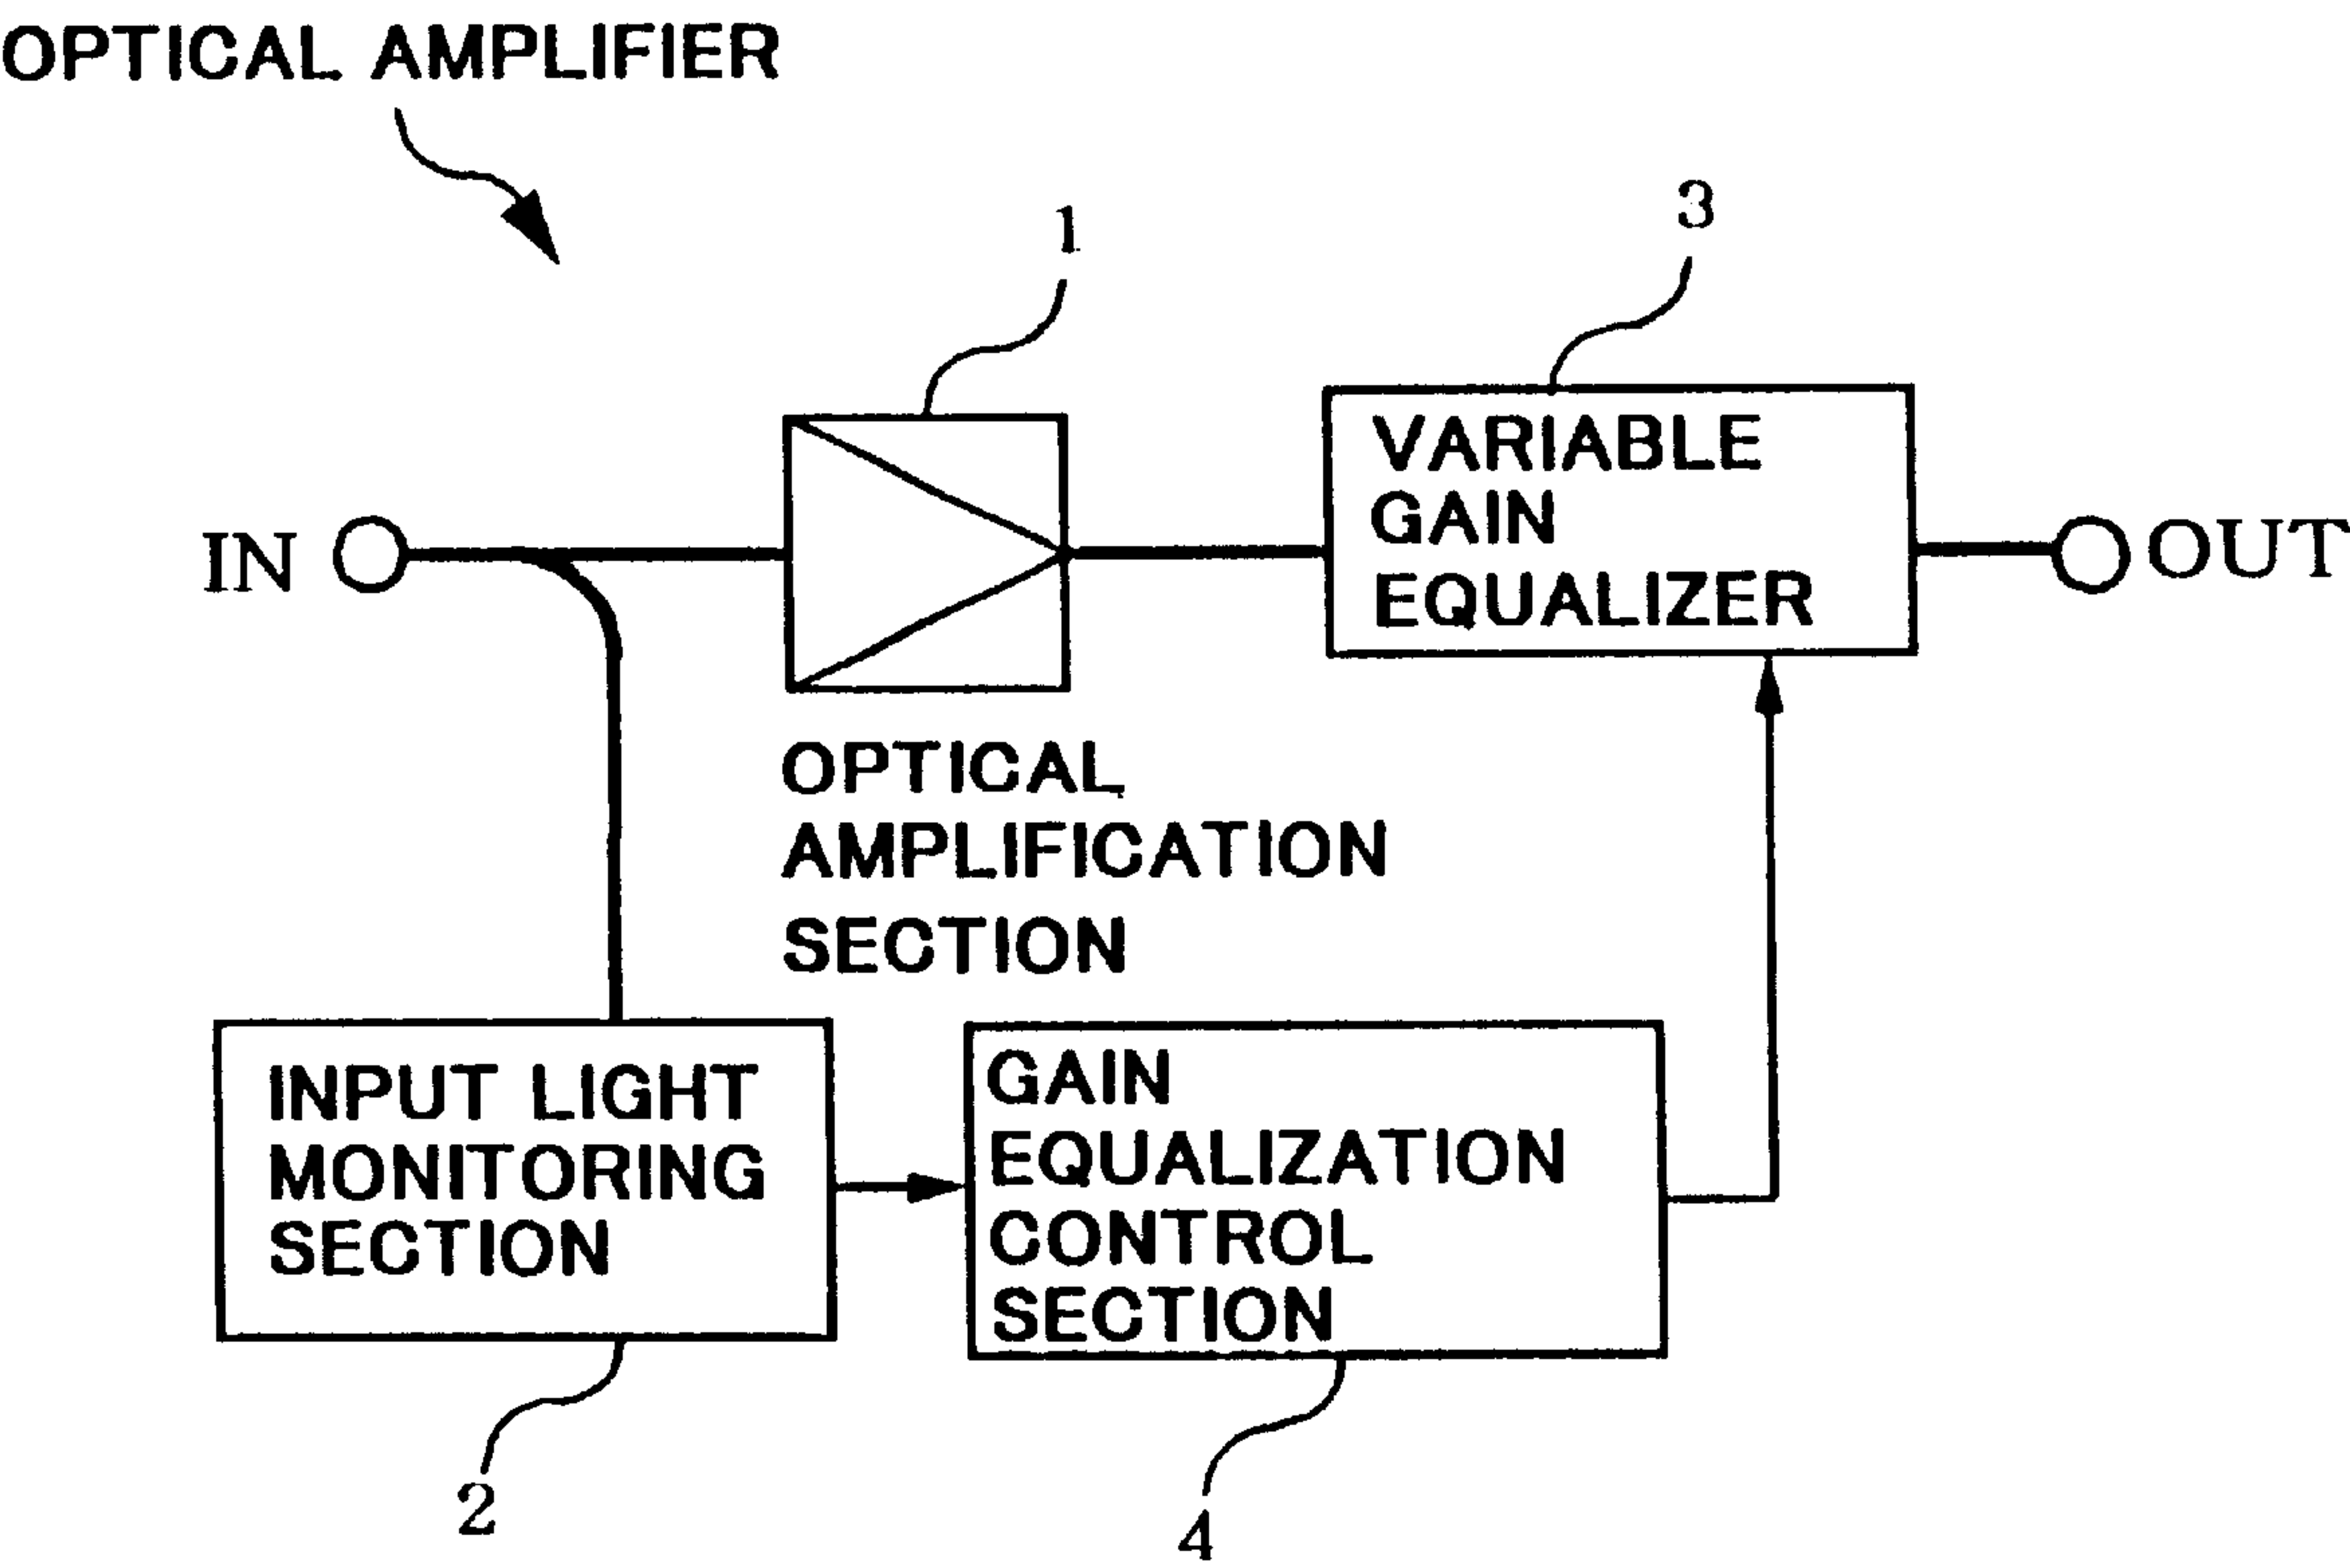 OPTICAL AMPLIFIER
1
3
IN
VARIABLE
GAIN
EQUALIZER
OUT
OPTICAL
AMPLIFICATION
SECTION
INPUT LIGHT
MONITORING
SECTION
GAIN
EQUALIZATION
CONTROL
SECTION
2
4